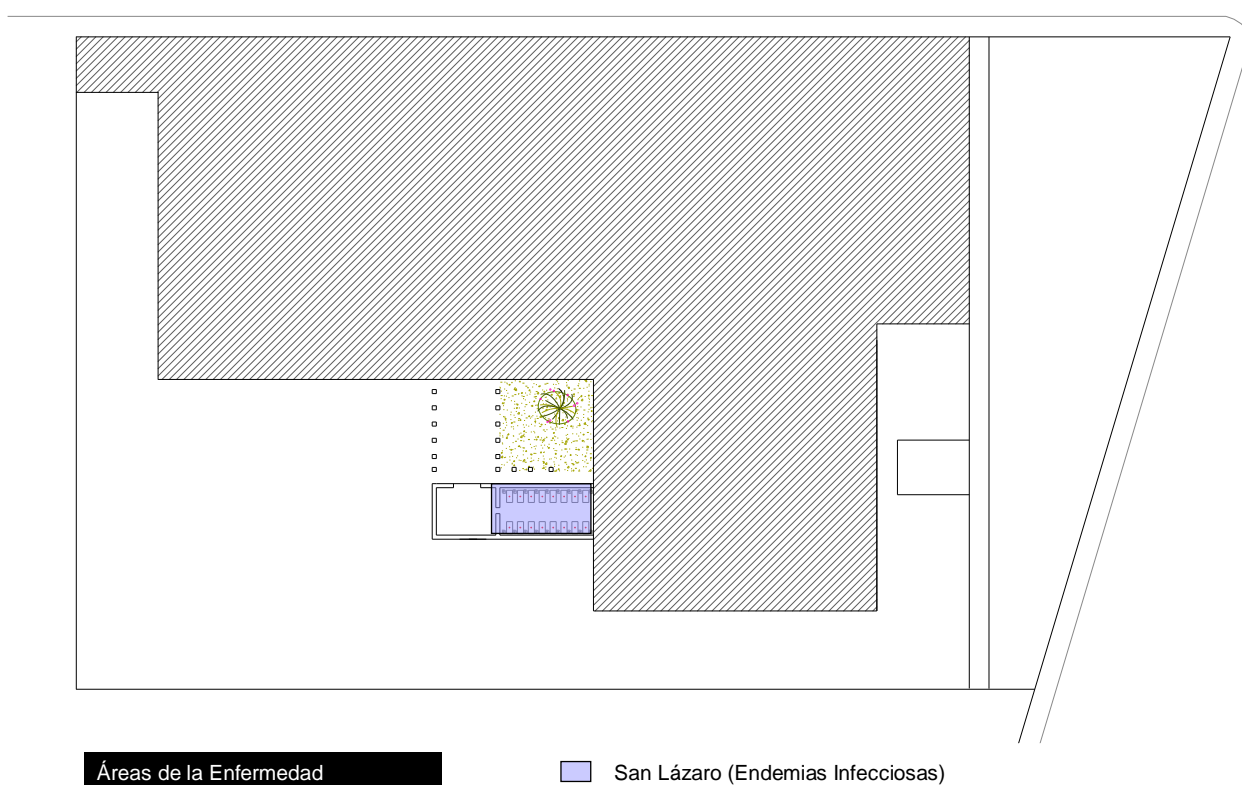 Áreas de la Enfermedad
San Lázaro (Endemias Infecciosas)